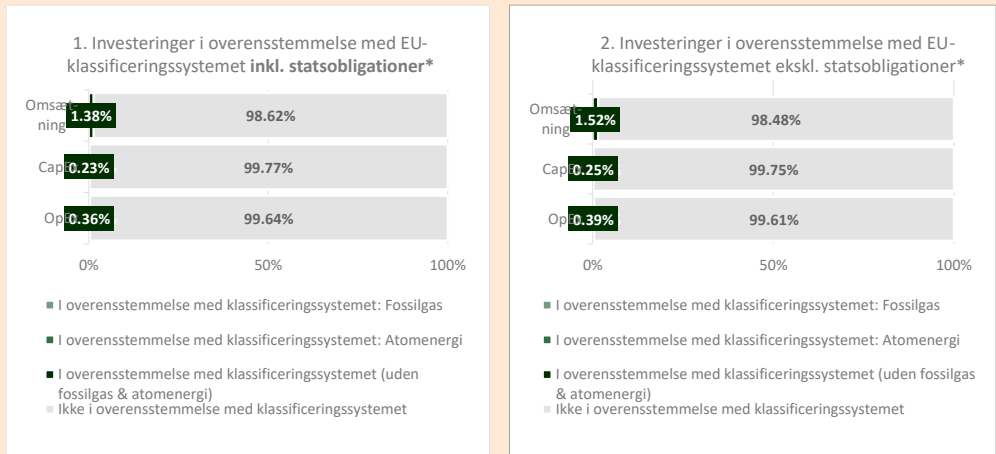 1. Investeringer i overensstemmelse med EU-
klassificeringssystemet inkl. statsobligationer*
Omsæt-
ning
1.38%
98.62%
0.23%
99.77%
0.36%
99.64%
0%
50%
100%
I overensstemmelse med klassificeringssystemet: Fossilgas
I overensstemmelse med klassificeringssystemet: Atomenergi
I overensstemmelse med klassificeringssystemet (uden
fossilgas & atomenergi)
Ikke i overensstemmelse med klassificeringssystemet
2. Investeringer i overensstemmelse med EU-
klassificeringssystemet ekskl. statsobligationer*
Omsæt-
ning
1.52%
98.48%
0.25%
99.75%
0.39%
99.61%
0%
50%
100%
I overensstemmelse med klassificeringssystemet: Fossilgas
I overensstemmelse med klassificeringssystemet: Atomenergi
I overensstemmelse med klassificeringssystemet (uden fossilgas
& atomenergi)
Ikke i overensstemmelse med klassificeringssystemet